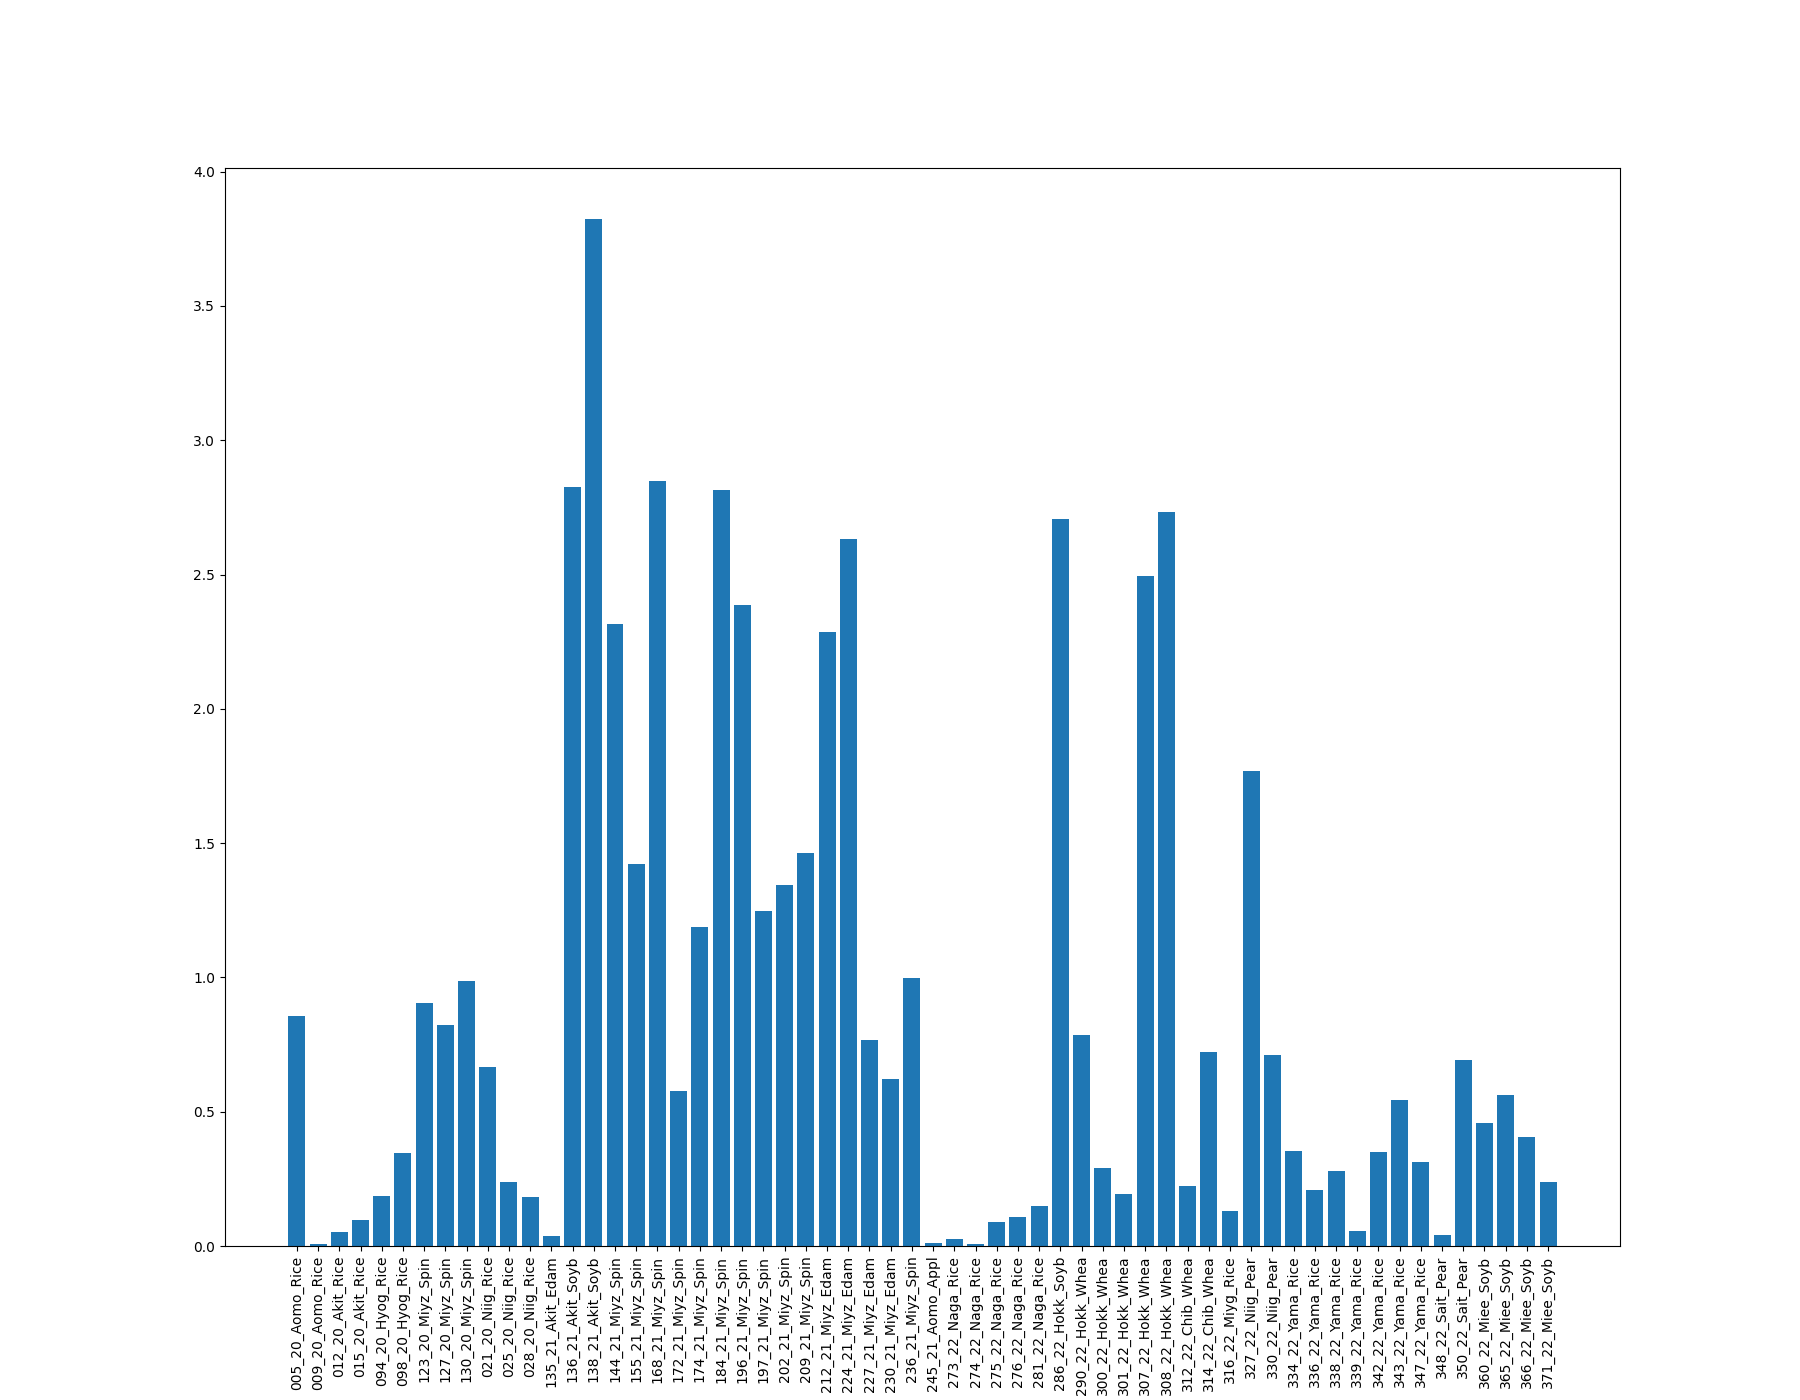 4.0
3.5
3.0
2.5
2.0
1.5
1.0
0.5
0.0
005_20_Aomo_Rice
009_20_Aomo_Rice
012_20_Akit_Rice
015_20_Akit_Rice
094_20_Hyog_Rice
098_20_Hyog_Rice
123_20_Miyz_Spin
127_20_Miyz_Spin
130_20_Miyz_Spin
021_20_Niig_Rice
025_20_Niig_Rice
028_20_Niig_Rice
135_21_Akit_Edam
136_21_Akit_Soyb
138_21_Akit_Soyb
144_21_Miyz_Spin
155_21_Miyz_Spin
168_21_Miyz_Spin
172_21_Miyz_Spin
174_21_Miyz_Spin
184_21_Miyz_Spin
196_21_Miyz_Spin
197_21_Miyz_Spin
202_21_Miyz_Spin
209_21_Miyz_Spin
212_21_Miyz_Edam
224_21_Miyz_Edam
227_21_Miyz_Edam
230_21_Miyz_Edam
236_21_Miyz_Spin
245_21_Aomo_Appl
273_22_Naga_Rice
274_22_Naga_Rice
275_22_Naga_Rice
276_22_Naga_Rice
281_22_Naga_Rice
286_22_Hokk_Soyb
290_22_Hokk_Whea
300_22_Hokk_Whea
301_22_Hokk_Whea
307_22_Hokk_Whea
308_22_Hokk_Whea
312_22_Chib_Whea
314_22_Chib_Whea
316_22_Miyg_Rice
327_22_Niig_Pear
330_22_Niig_Pear
334_22_Yama_Rice
336_22_Yama_Rice
338_22_Yama_Rice
339_22_Yama_Rice
342_22_Yama_Rice
343_22_Yama_Rice
347_22_Yama_Rice
348_22_Sait_Pear
350_22_Sait_Pear
360_22_Miee_Soyb
365_22_Miee_Soyb
366_22_Miee_Soyb
371_22_Miee_Soyb